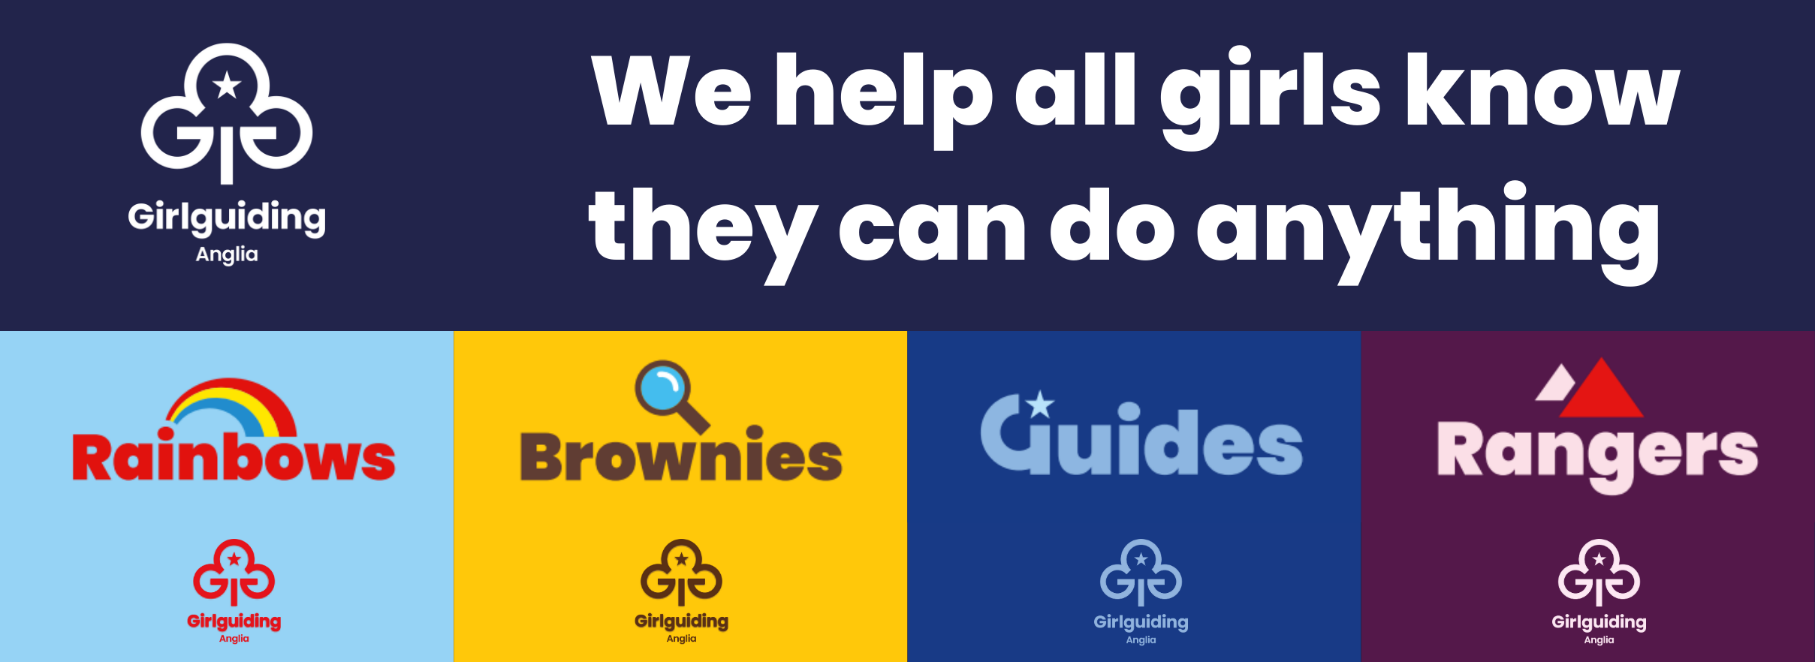 We help all girls know
they can do anything
Girlguiding
Anglia
Rainbows
Brownies
Guides
Rangers
Girlguiding
Anglia
Girlguiding
Anglia
Girlguiding
Anglia
Girlguiding
Anglia